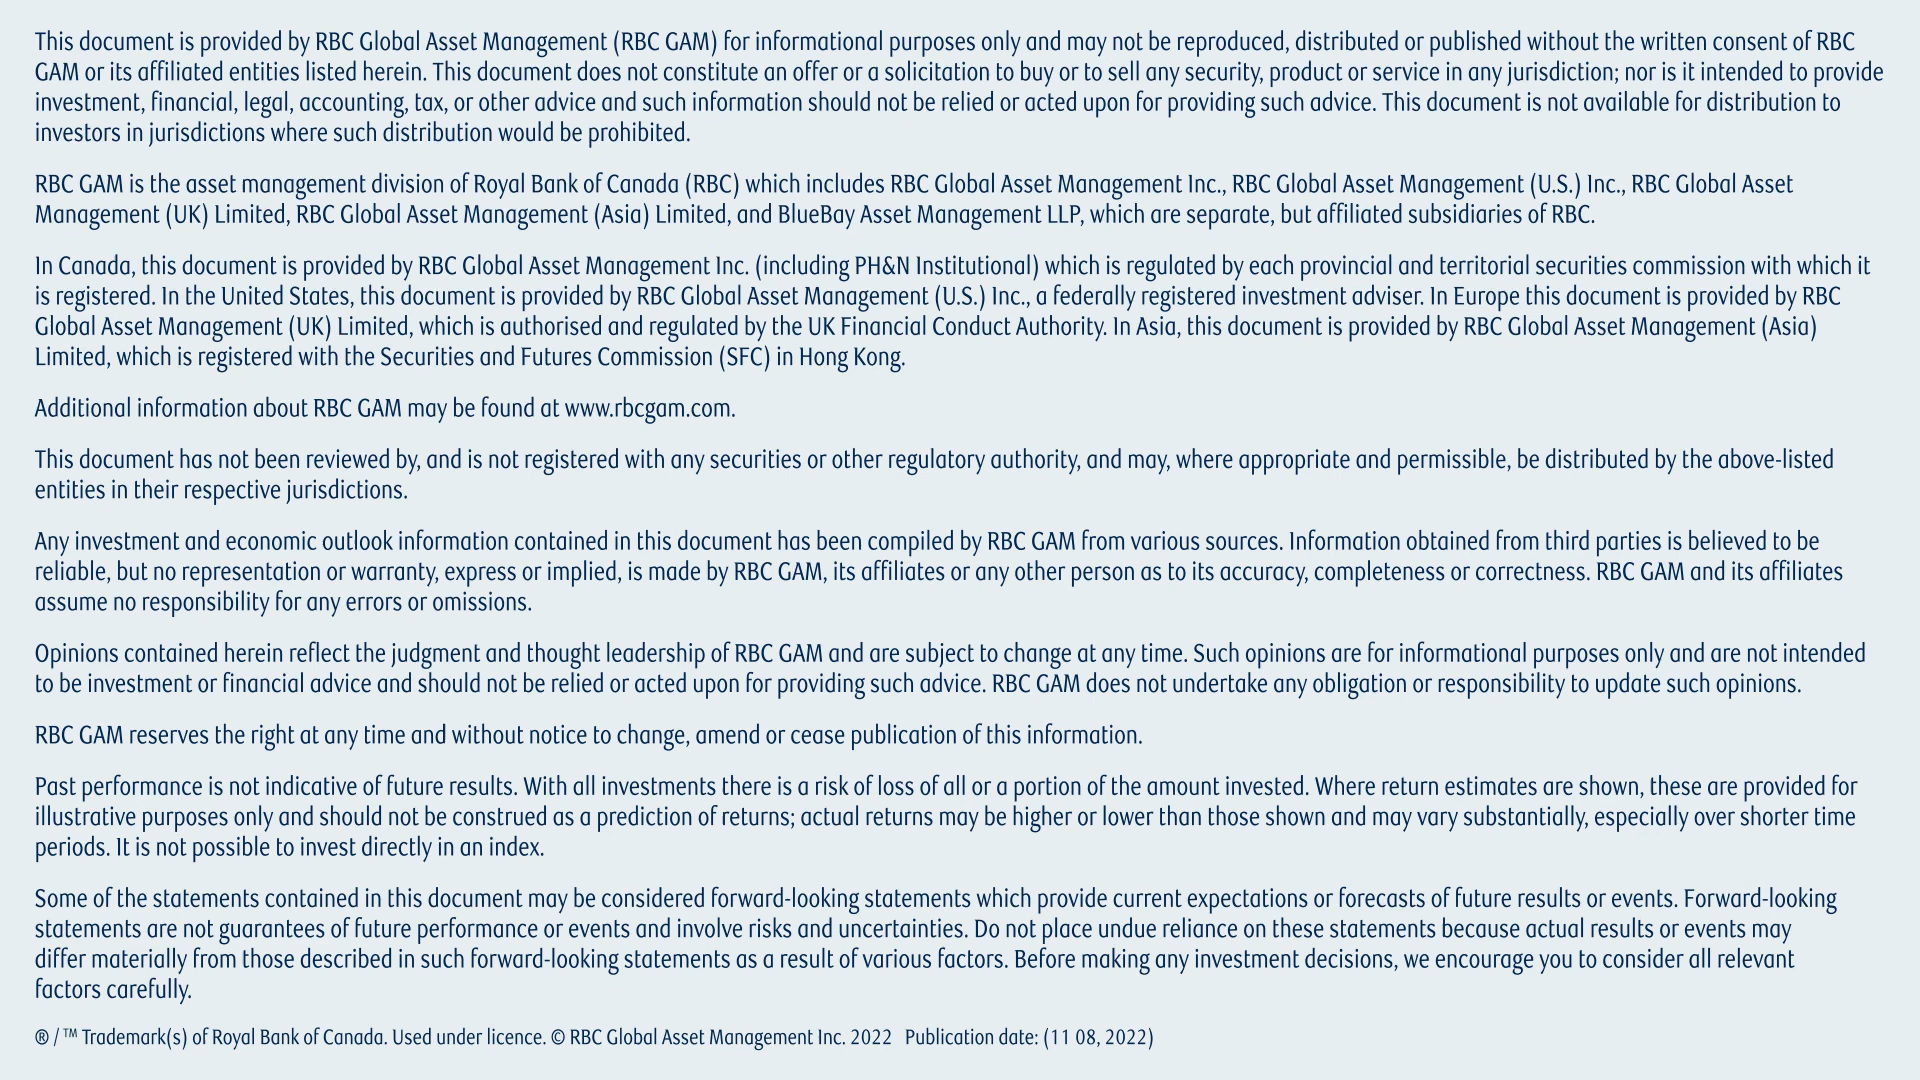 This document is provided by RBC Global Asset Management (RBC GAM) for informational purposes only and may not be reproduced, distributed or published without the written consent of RBC
GAM or its affiliated entities listed herein. This document does not constitute an offer or a solicitation to buy or to sell any security, product or service in any jurisdiction; nor is it intended to provide
investment, financial, legal, accounting, tax, or other advice and such information should not be relied or acted upon for providing such advice. This document is not available for distribution to
investors in jurisdictions where such distribution would be prohibited.
RBC GAM is the asset management division of Royal Bank of Canada (RBC) which includes RBC Global Asset Management Inc., RBC Global Asset Management (U.S.) Inc., RBC Global Asset
Management (UK) Limited, RBC Global Asset Management (Asia) Limited, and BlueBay Asset Management LLP, which are separate, but affiliated subsidiaries of RBC.
In Canada, this document is provided by RBC Global Asset Management Inc. (including PH&N Institutional) which is regulated by each provincial and territorial securities commission with which it
is registered. In the United States, this document is provided by RBC Global Asset Management (U.S.) Inc., a federally registered investment adviser. In Europe this document is provided by RBC
Global Asset Management (UK) Limited, which is authorised and regulated by the UK Financial Conduct Authority. In Asia, this document is provided by RBC Global Asset Management (Asia)
Limited, which is registered with the Securities and Futures Commission (SFC) in Hong Kong.
Additional information about RBC GAM may be found at www.rbcgam.com.
This document has not been reviewed by, and is not registered with any securities or other regulatory authority, and may, where appropriate and permissible, be distributed by the above-listed
entities in their respective jurisdictions.
Any investment and economic outlook information contained in this document has been compiled by RBC GAM from various sources. Information obtained from third parties is believed to be
reliable, but no representation or warranty, express or implied, is made by RBC GAM, its affiliates or any other person as to its accuracy, completeness or correctness. RBC GAM and its affiliates
assume no responsibility for any errors or omissions.
Opinions contained herein reflect the judgment and thought leadership of RBC GAM and are subject to change at any time. Such opinions are for informational purposes only and are not intended
to be investment or financial advice and should not be relied or acted upon for providing such advice. RBC GAM does not undertake any obligation or responsibility to update such opinions.
RBC GAM reserves the right at any time and without notice to change, amend or cease publication of this information.
Past performance is not indicative of future results. With all investments there is a risk of loss of all or a portion of the amount invested. Where return estimates are shown, these are provided for
illustrative purposes only and should not be construed as a prediction of returns; actual returns may be higher or lower than those shown and may vary substantially, especially over shorter time
periods. It is not possible to invest directly in an index.
Some of the statements contained in this document may be considered forward-looking statements which provide current expectations or forecasts of future results or events. Forward-looking
statements are not guarantees of future performance or events and involve risks and uncertainties. Do not place undue reliance on these statements because actual results or events may
differ materially from those described in such forward-looking statements as a result of various factors. Before making any investment decisions, we encourage you to consider all relevant
factors carefully.
® / ™ Trademark(s) of Royal Bank of Canada. Used under licence. © RBC Global Asset Management Inc. 2022 Publication date: (11 08, 2022)